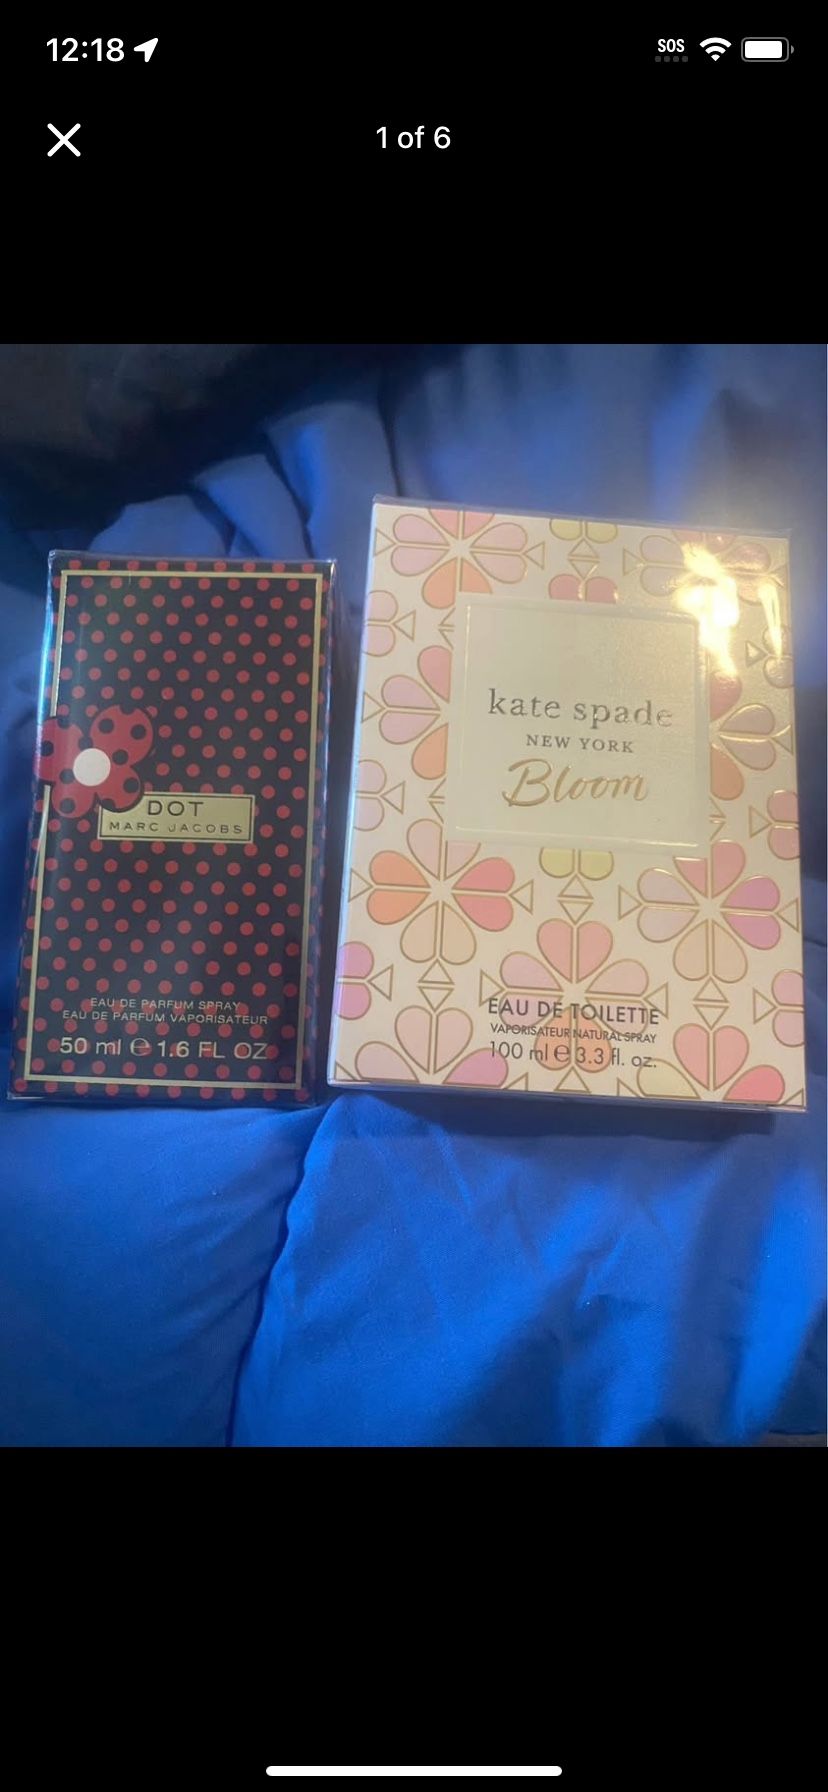 12:18
SOS
1 of 6
DOT
MARC JACOBS
EAU DE PARFUM SPRAY
EAU DE PARFUM VAPORISATEUR
50 ml e 1.6 FL OZ
kate spade
NEW YORK
Bloom
EAU DE TOILETTE
VAPORISATEUR NATURAL SPRAY
100 ml e 3.3 fl. oz.